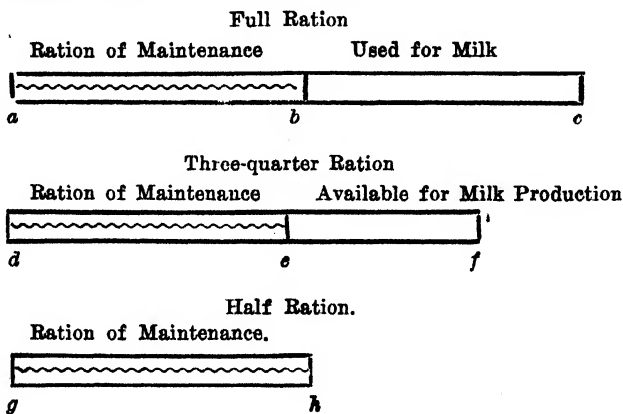 Full Ration
Ration of Maintenance Used for Milk
a b c
Three-quarter Ration
Ration of Maintenance Available for Milk Production
d e f
Half Ration.
Ration of Maintenance.
g h